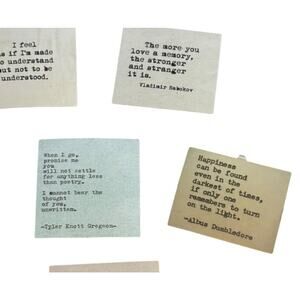 I feel
as if I'm made
to understand
but not to be
understood.
The more you
love a memory,
the stronger
and stranger
it is.
Vladimir Nabokov
When I go,
promise me
you
will not settle
for anything less
than poetry.
I cannot bear the
thought
of you,
unwritten.
-Tyler Knott Gregson-
Happiness
can be found
even in the
darkest of times,
if only one
remembers to turn
on the light.
-Albus Dumbledore